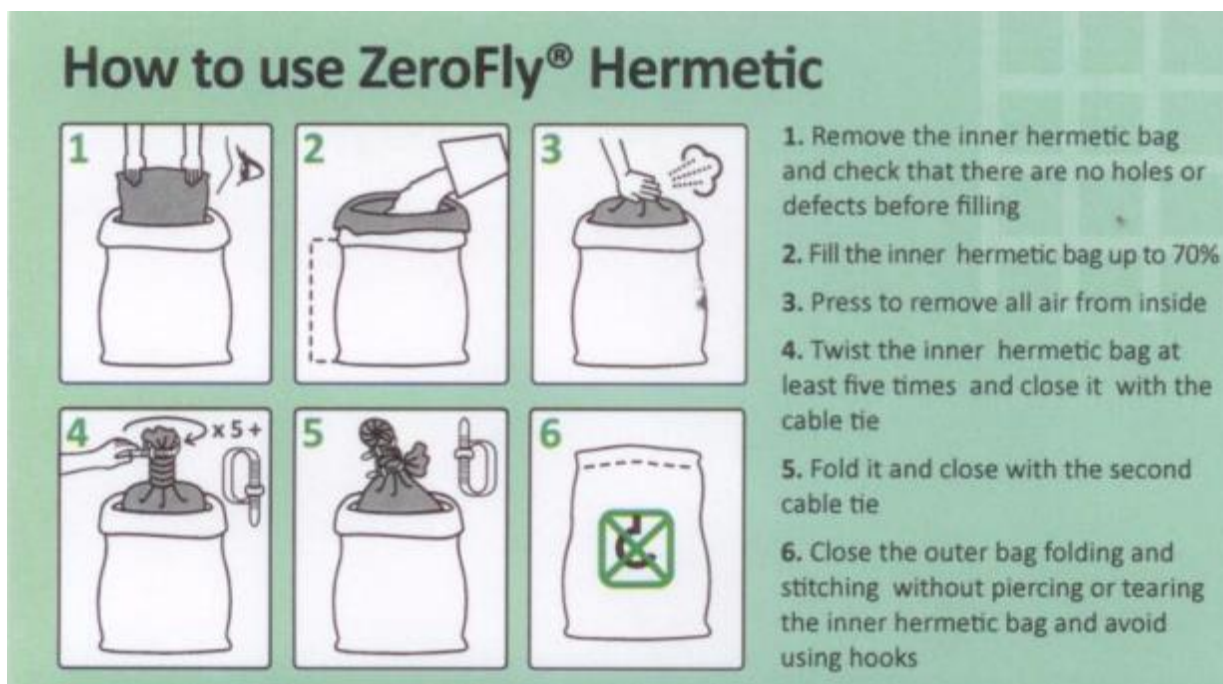 How to use ZeroFly® Hermetic
1
2
3
4
x 5 +
5
6
1. Remove the inner hermetic bag
and check that there are no holes or
defects before filling
2. Fill the inner hermetic bag up to 70%
3. Press to remove all air from inside
4. Twist the inner hermetic bag at
least five times and close it with the
cable tie
5. Fold it and close with the second
cable tie
6. Close the outer bag folding and
stitching without piercing or tearing
the inner hermetic bag and avoid
using hooks